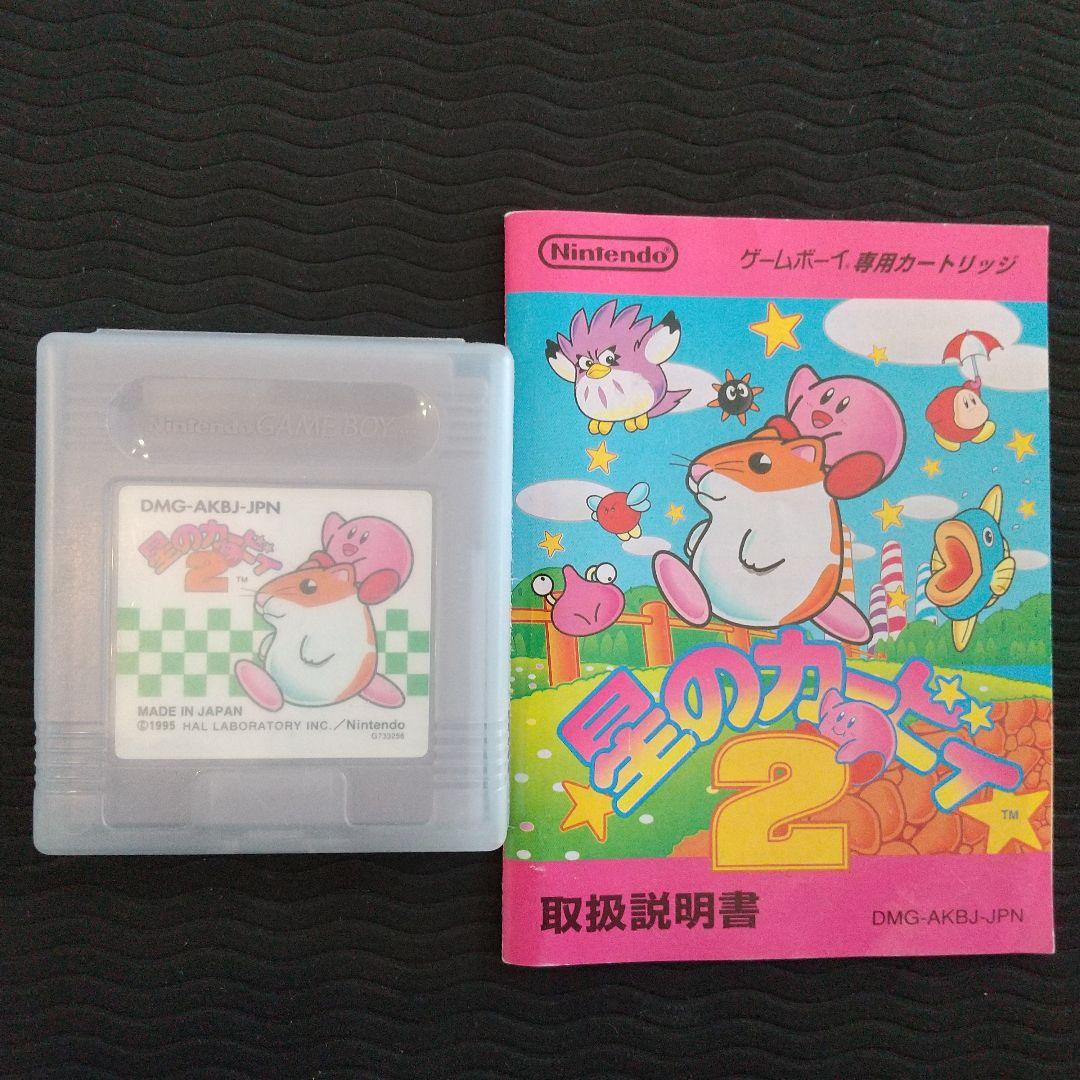 Nintendo GAME BOY
DMG-AKBJ-JPN
星のカービィ
2 TM
MADE IN JAPAN
©1995 HAL LABORATORY INC./Nintendo
G733256
Nintendo®
ゲームボーイ® 専用カートリッジ
星のカービィ
2
TM
取扱説明書
DMG-AKBJ-JPN